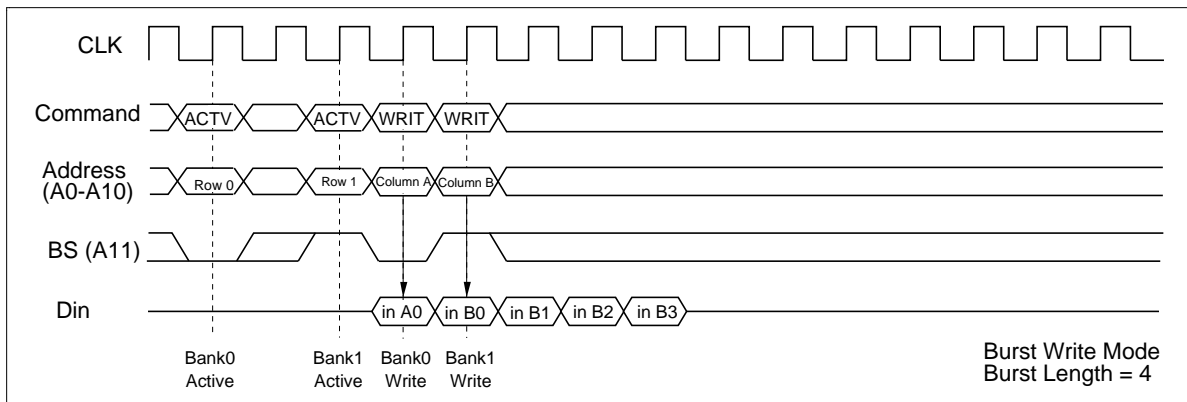 CLK
Command
ACTV
ACTV
WRIT
WRIT
Address
(A0-A10)
Row 0
Row 1
Column A
Column B
BS (A11)
Din
in A0
in B0
in B1
in B2
in B3
Bank0
Active
Bank1
Active
Bank0
Write
Bank1
Write
Burst Write Mode
Burst Length = 4